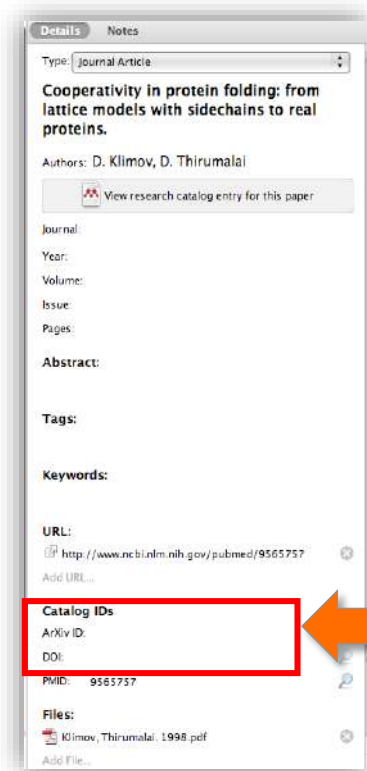 Details Notes
Type: Journal Article
Cooperativity in protein folding: from
lattice models with sidechains to real
proteins.
Authors: D. Klimov, D. Thirumalai
View research catalog entry for this paper
Journal:
Year:
Volume:
Issue:
Pages:
Abstract:
Tags:
Keywords:
URL:
http://www.ncbi.nlm.nih.gov/pubmed/9565757
Add URL...
Catalog IDs
ArXiv ID:
DOI:
PMID: 9565757
Files:
Klimov, Thirumalai. 1998.pdf
Add File...